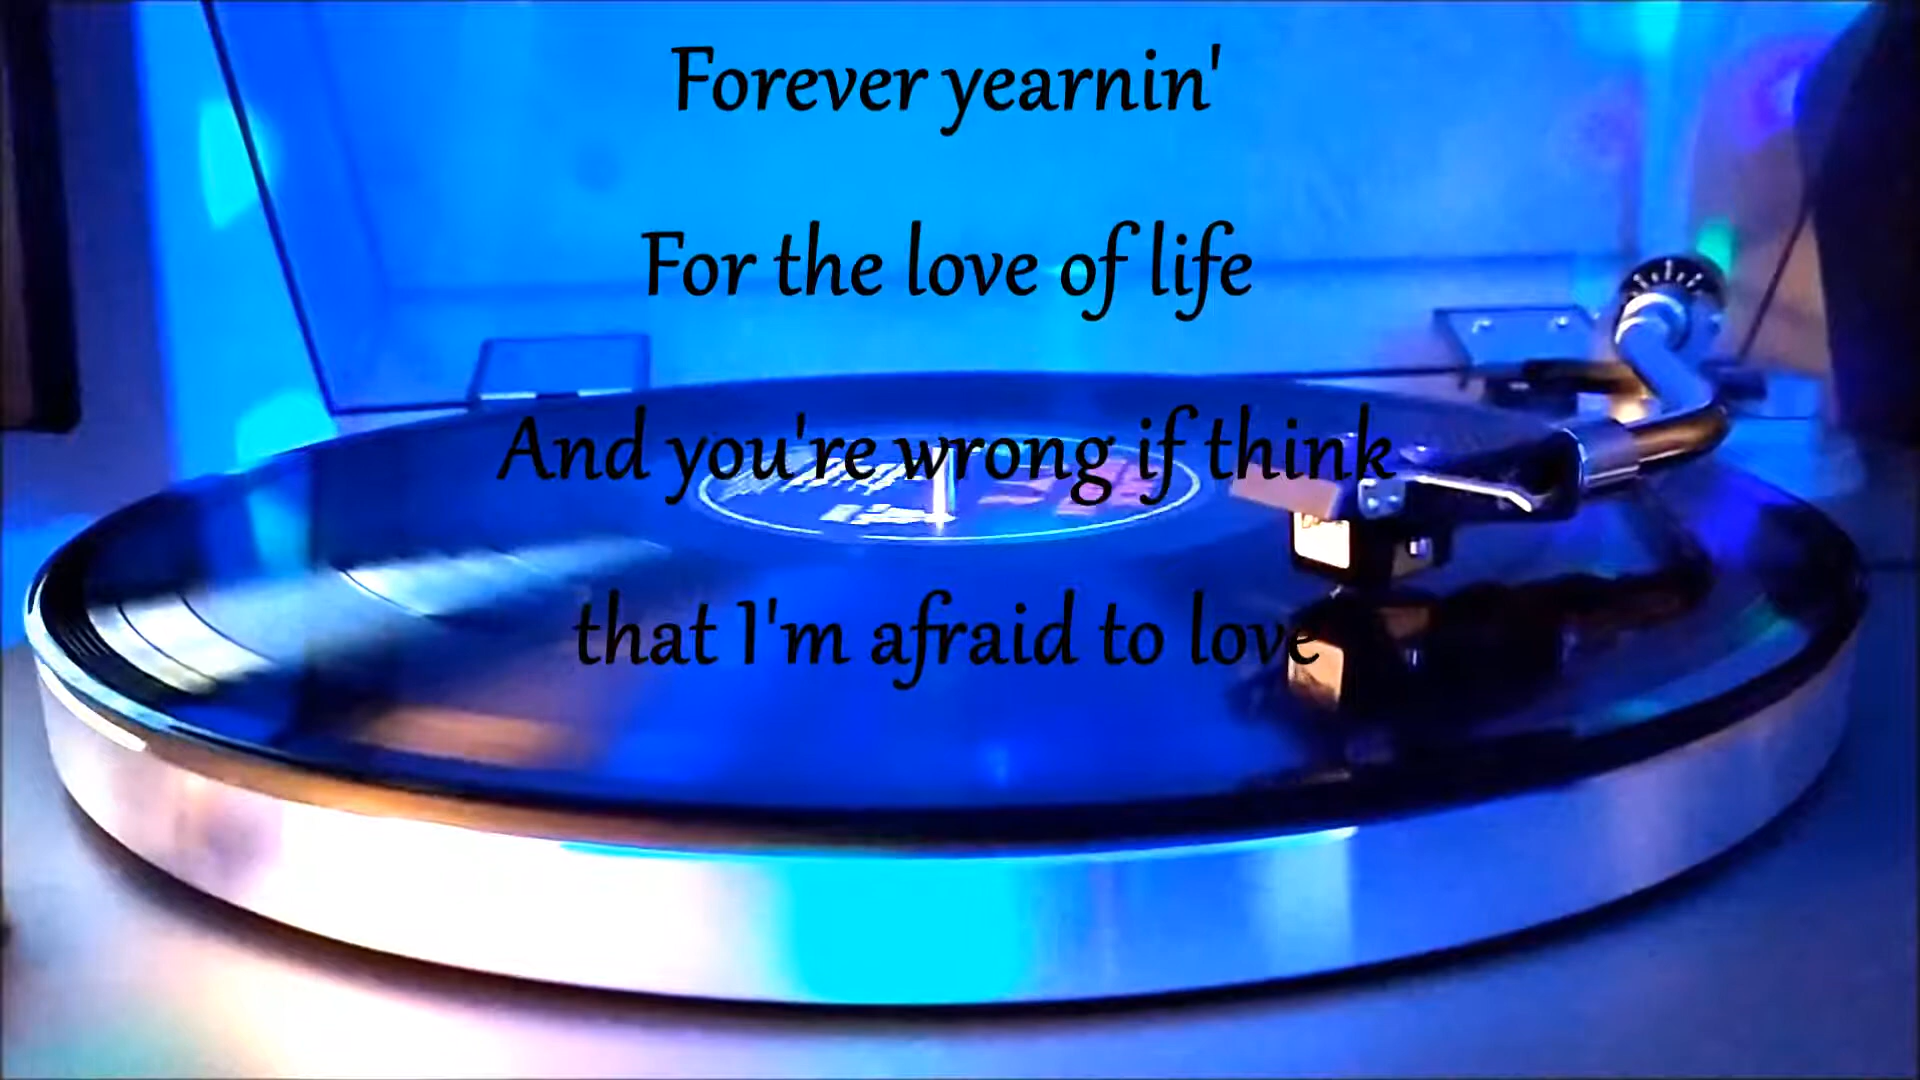 Forever yearnin'
For the love of life
And you're wrong if think
that I'm afraid to love